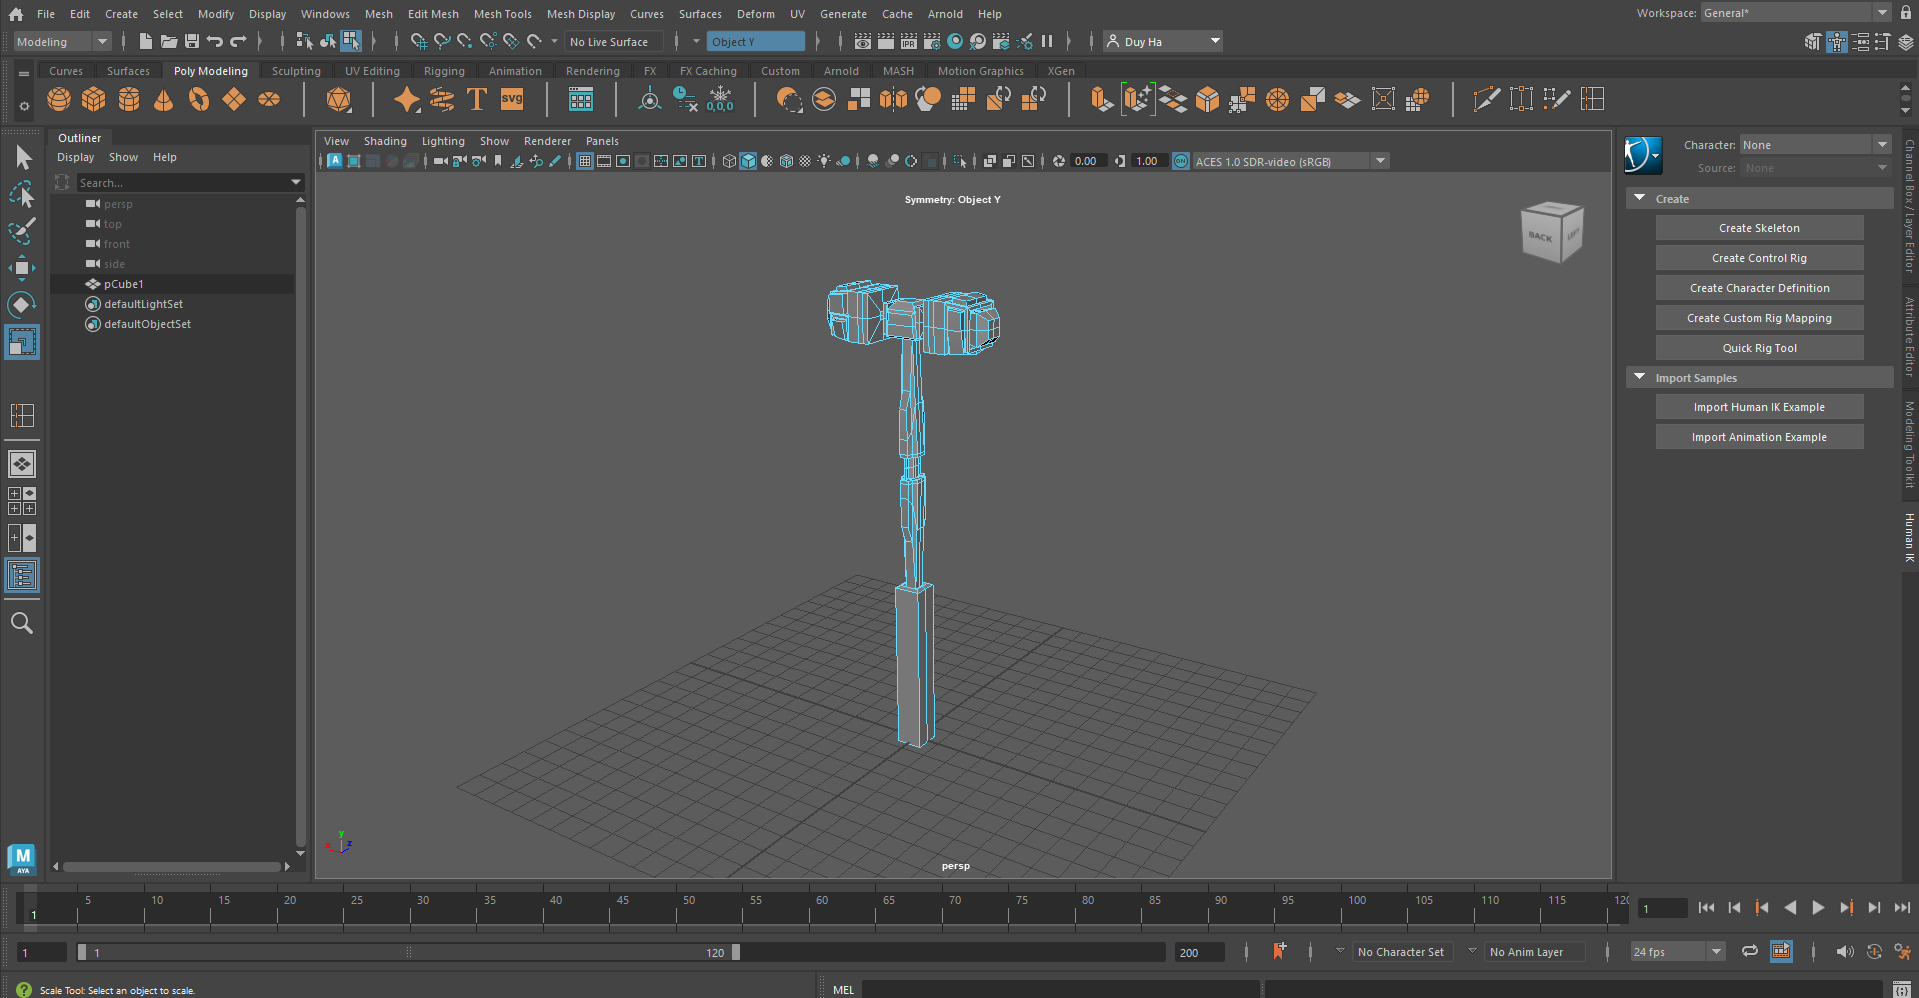 File Edit Create Select Modify Display Windows Mesh Edit Mesh Mesh Tools Mesh Display Curves Surfaces Deform UV Generate Cache Arnold Help Workspace: General*
Modeling No Live Surface Object Y IPR Duy Ha
Curves Surfaces Poly Modeling Sculpting UV Editing Rigging Animation Rendering FX FX Caching Custom Arnold MASH Motion Graphics XGen
T SVG 0,0,0
Outliner
Display Show Help
Search...
persp
top
front
side
pCube1
defaultLightSet
defaultObjectSet
View Shading Lighting Show Renderer Panels
0.00 1.00 ON ACES 1.0 SDR-video (sRGB)
Symmetry: Object Y
BACK LEFT
y
x z
persp
Character: None
Source: None
Create
Create Skeleton
Create Control Rig
Create Character Definition
Create Custom Rig Mapping
Quick Rig Tool
Import Samples
Import Human IK Example
Import Animation Example
Channel Box / Layer Editor
Attribute Editor
Modeling Toolkit
Human IK
M
AYA
5 10 15 20 25 30 35 40 45 50 55 60 65 70 75 80 85 90 95 100 105 110 115 120
1 1
1 1 120 200 No Character Set No Anim Layer 24 fps
Scale Tool: Select an object to scale. MEL